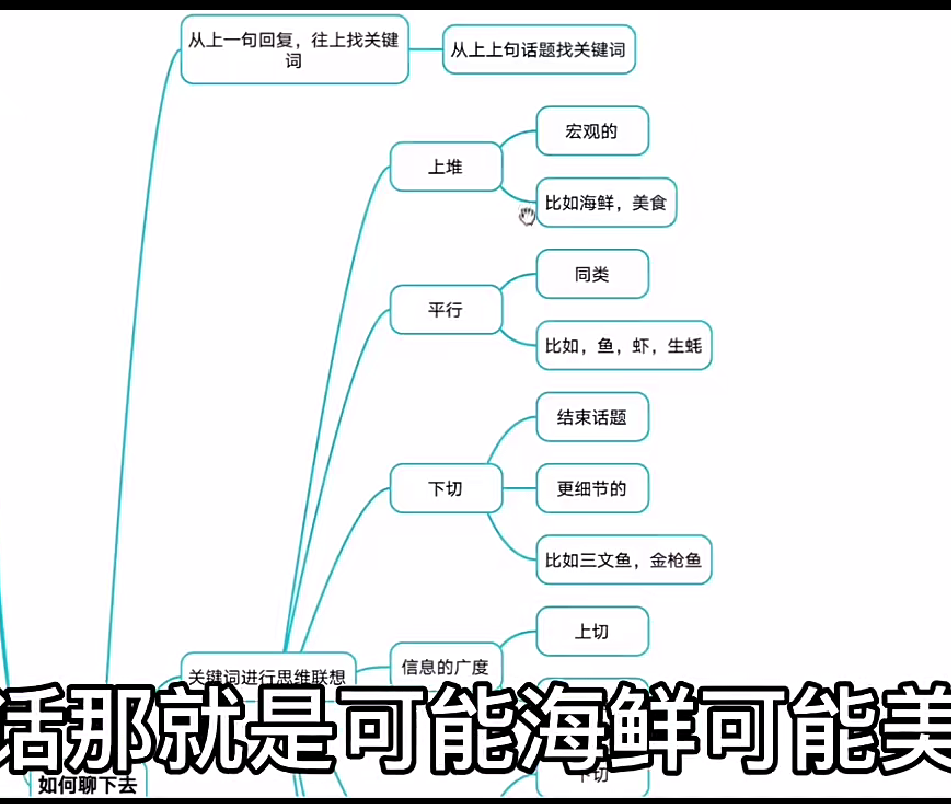 从上一句回复，往上找关键
词
从上上句话题找关键词
宏观的
上堆
比如海鲜，美食
同类
平行
比如，鱼，虾，生蚝
结束话题
下切
更细节的
比如三文鱼，金枪鱼
上切
信息的广度
关键词进行思维联想
话那就是可能海鲜可能美
下切
如何聊下去